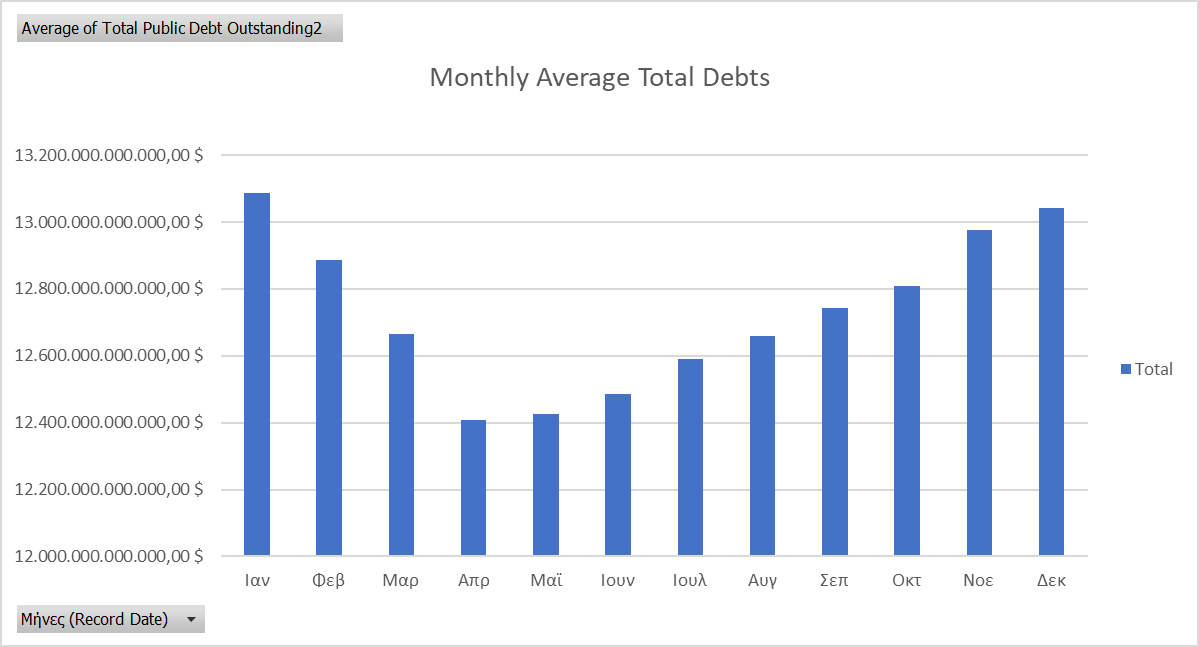 Average of Total Public Debt Outstanding2
Monthly Average Total Debts
13.200.000.000.000,00 $
13.000.000.000.000,00 $
12.800.000.000.000,00 $
12.600.000.000.000,00 $
12.400.000.000.000,00 $
12.200.000.000.000,00 $
12.000.000.000.000,00 $
Ιαν Φεβ Μαρ Απρ Μαϊ Ιουν Ιουλ Αυγ Σεπ Οκτ Νοε Δεκ
Total
Μήνες (Record Date)